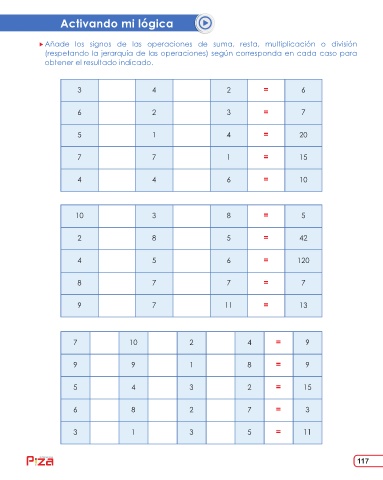 Activando mi lógica
Añade los signos de las operaciones de suma, resta, multiplicación o división
(respetando la jerarquía de las operaciones) según corresponda en cada caso para
obtener el resultado indicado.
3 4 2 = 6
6 2 3 = 7
5 1 4 = 20
7 7 1 = 15
4 4 6 = 10
10 3 8 = 5
2 8 5 = 42
4 5 6 = 120
8 7 7 = 7
9 7 11 = 13
7 10 2 4 = 9
9 9 1 8 = 9
5 4 3 2 = 15
6 8 2 7 = 3
3 1 3 5 = 11
117